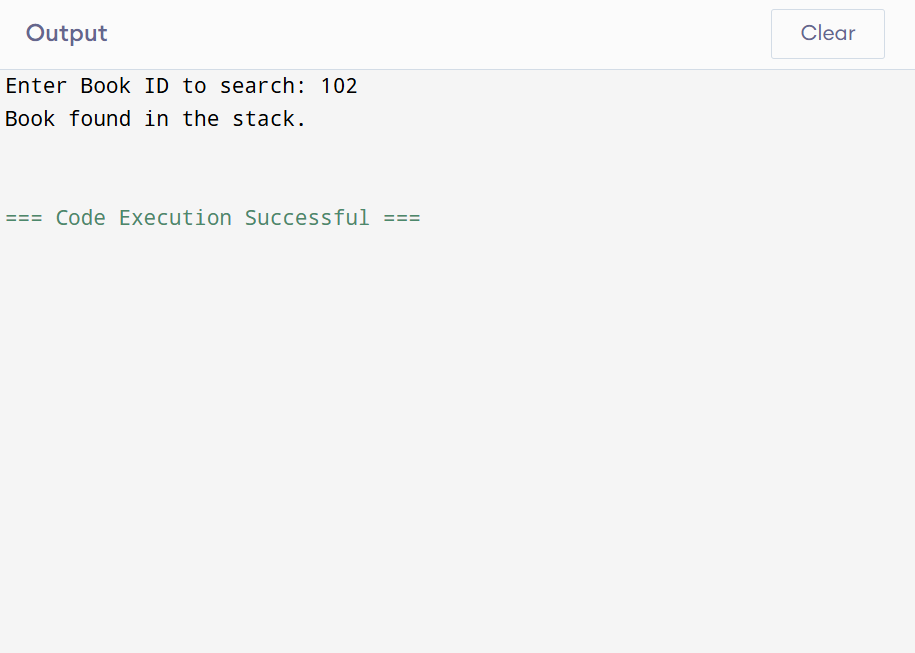 Output
Clear
Enter Book ID to search: 102
Book found in the stack.
=== Code Execution Successful ===